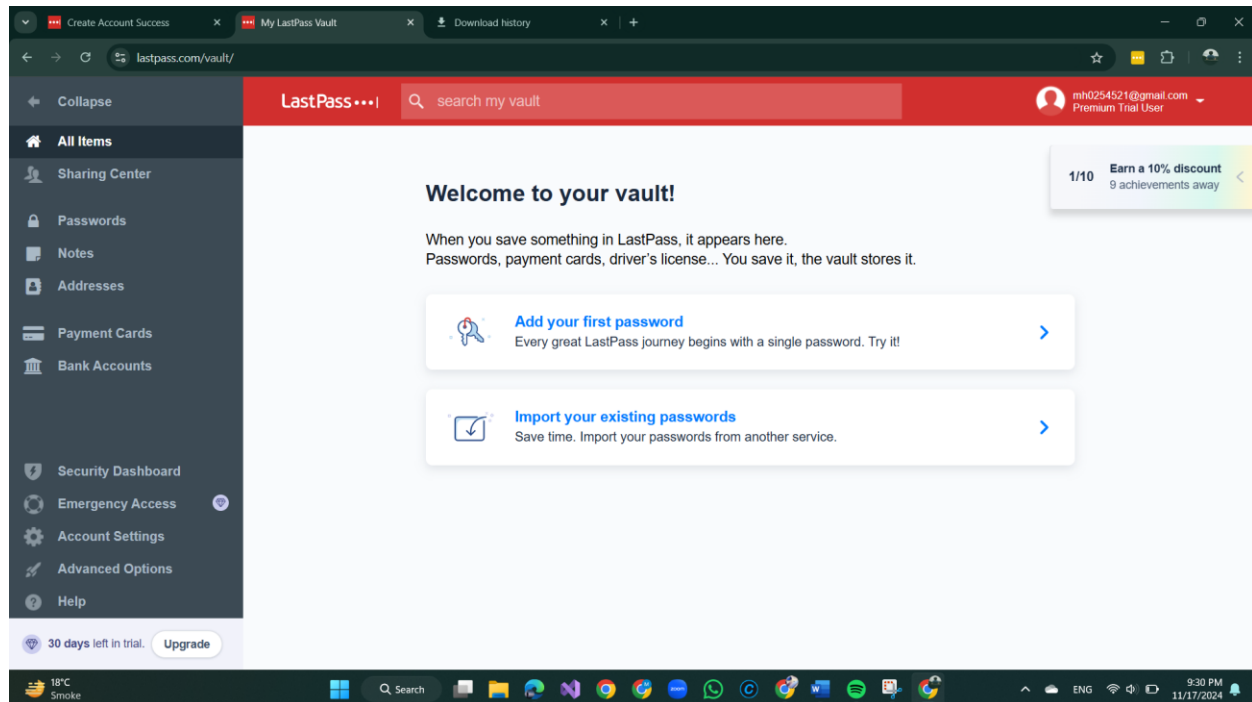 Create Account Success
My LastPass Vault
Download history
lastpass.com/vault/
Collapse
All Items
Sharing Center
Passwords
Notes
Addresses
Payment Cards
Bank Accounts
Security Dashboard
Emergency Access
Account Settings
Advanced Options
Help
30 days left in trial. Upgrade
LastPass
search my vault
mh0254521@gmail.com
Premium Trial User
1/10
Earn a 10% discount
9 achievements away
Welcome to your vault!
When you save something in LastPass, it appears here.
Passwords, payment cards, driver's license... You save it, the vault stores it.
Add your first password
Every great LastPass journey begins with a single password. Try it!
Import your existing passwords
Save time. Import your passwords from another service.
18°C
Smoke
Search
ENG
9:30 PM
11/17/2024